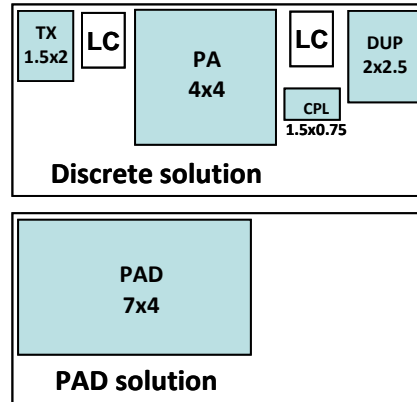 TX
1.5x2
LC
PA
4x4
LC
CPL
1.5x0.75
DUP
2x2.5
Discrete solution
PAD
7x4
PAD solution